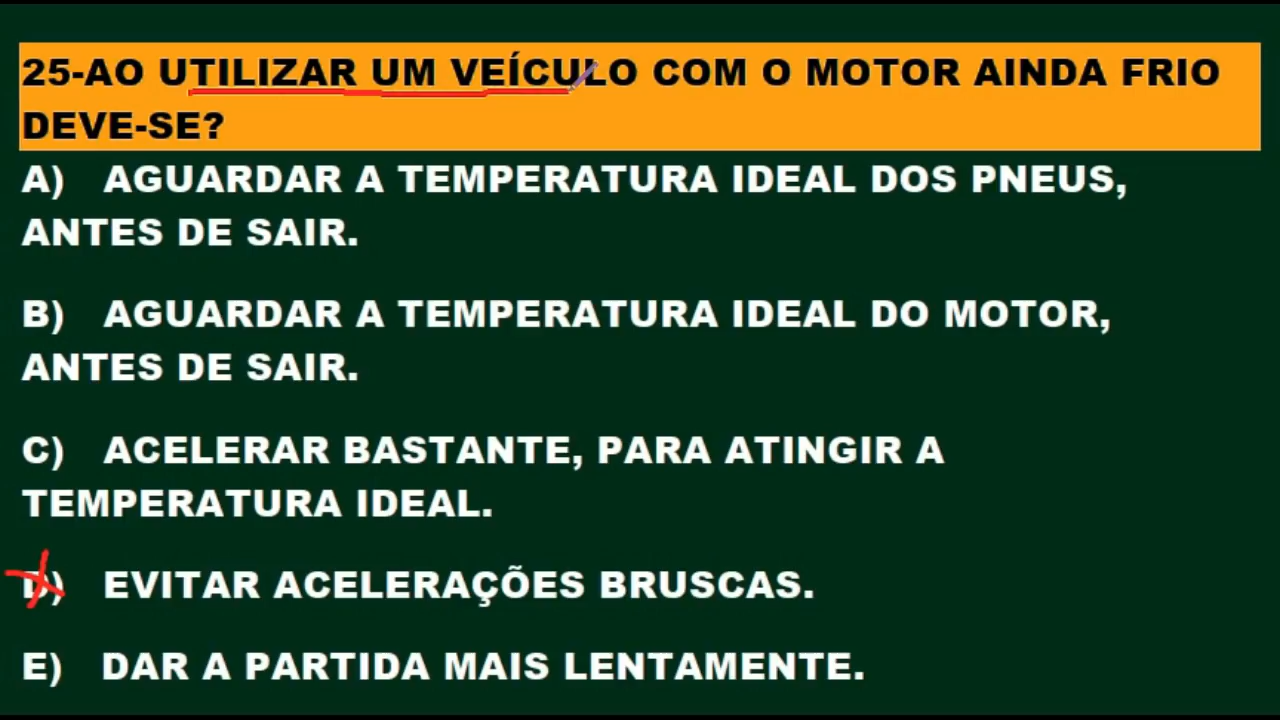 25-AO UTILIZAR UM VEÍCULO COM O MOTOR AINDA FRIO
DEVE-SE?
A) AGUARDAR A TEMPERATURA IDEAL DOS PNEUS,
ANTES DE SAIR.
B) AGUARDAR A TEMPERATURA IDEAL DO MOTOR,
ANTES DE SAIR.
C) ACELERAR BASTANTE, PARA ATINGIR A
TEMPERATURA IDEAL.
D) EVITAR ACELERAÇÕES BRUSCAS.
E) DAR A PARTIDA MAIS LENTAMENTE.